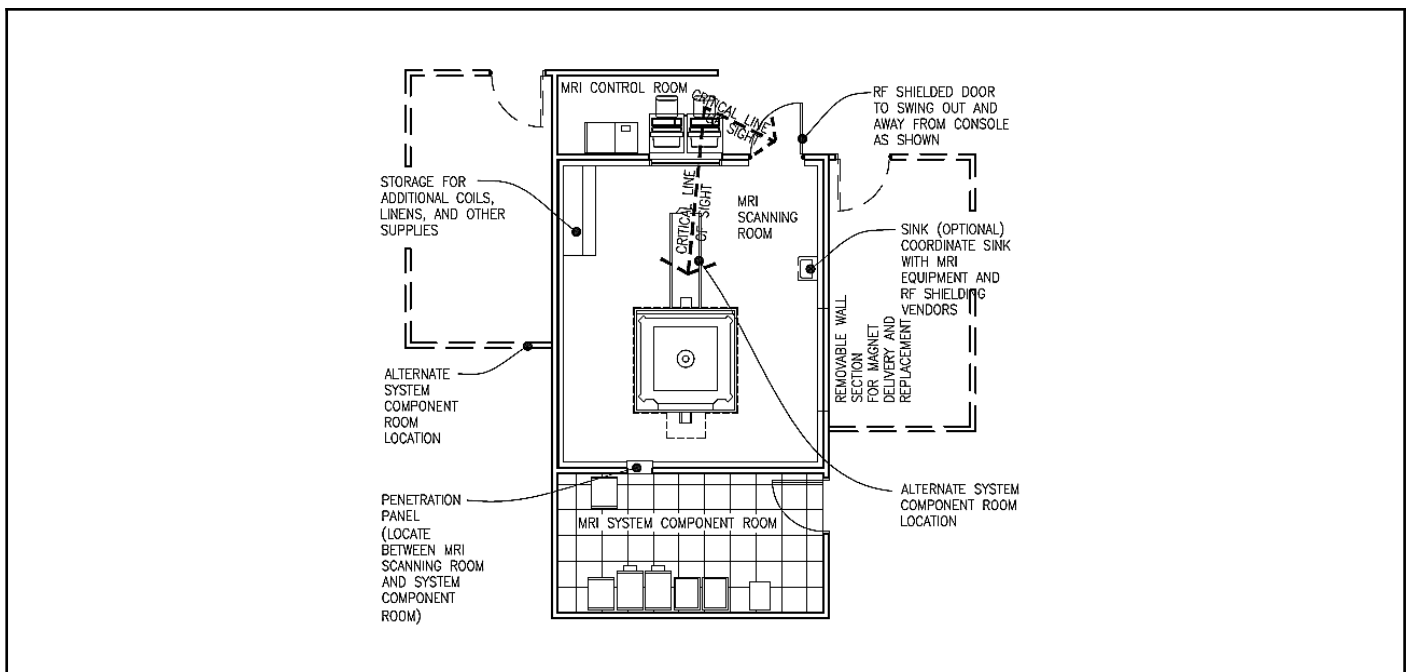 MRI CONTROL ROOM
CRITICAL LINE
OF SIGHT
RF SHIELDED DOOR
TO SWING OUT AND
AWAY FROM CONSOLE
AS SHOWN
STORAGE FOR
ADDITIONAL COILS,
LINENS, AND OTHER
SUPPLIES
CRITICAL LINE
OF SIGHT
MRI
SCANNING
ROOM
SINK (OPTIONAL)
COORDINATE SINK
WITH MRI
EQUIPMENT AND
RF SHIELDING
VENDORS
REMOVABLE WALL
SECTION
FOR MAGNET
DELIVERY AND
REPLACEMENT
ALTERNATE
SYSTEM
COMPONENT
ROOM
LOCATION
PENETRATION
PANEL
(LOCATE
BETWEEN MRI
SCANNING ROOM
AND SYSTEM
COMPONENT
ROOM)
MRI SYSTEM COMPONENT ROOM
ALTERNATE SYSTEM
COMPONENT ROOM
LOCATION